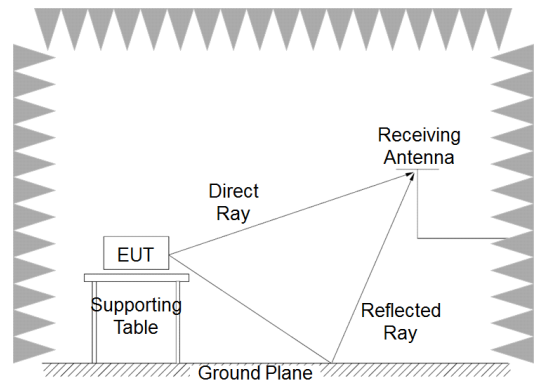 Receiving
Antenna
Direct
Ray
EUT
Supporting
Table
Reflected
Ray
Ground Plane